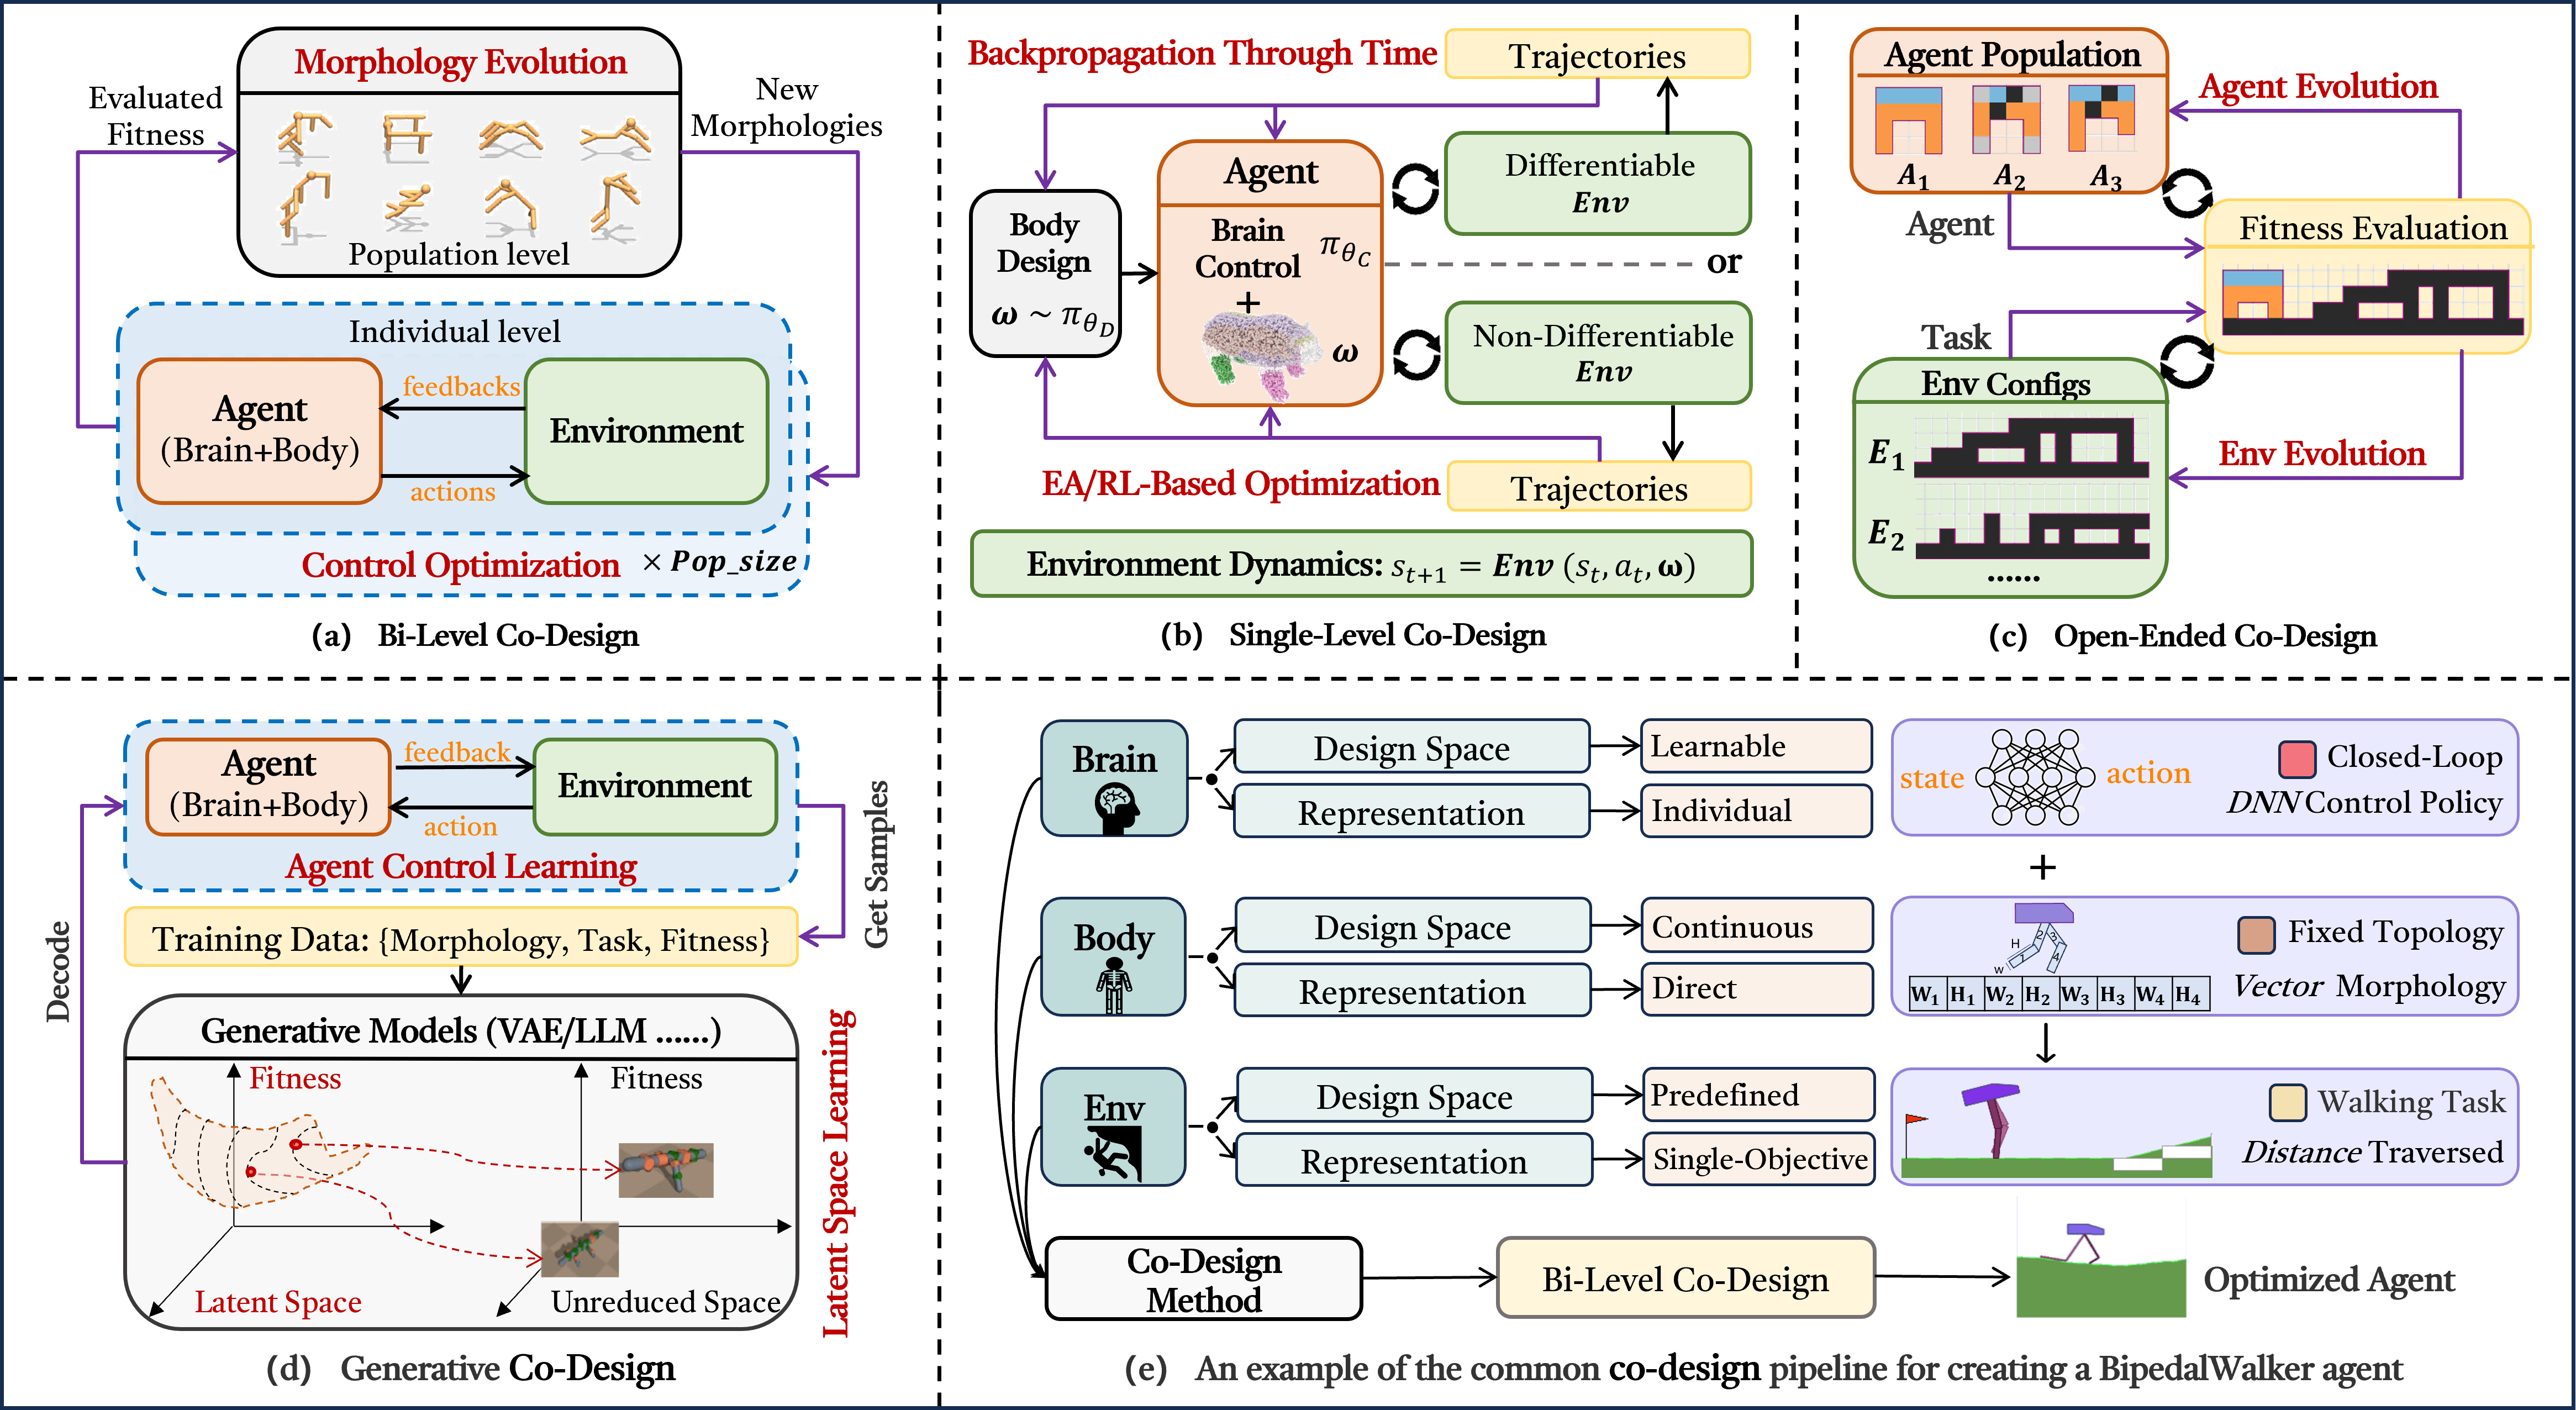 Morphology Evolution
Evaluated
Fitness
New
Morphologies
Population level
Individual level
Agent
(Brain+Body)
feedbacks
actions
Environment
Control Optimization × Pop_size
(a) Bi-Level Co-Design
Backpropagation Through Time
Trajectories
Body
Design
ω ~ π_θ_D
Agent
Brain
Control
π_θ_C
+
ω
Differentiable
Env
or
Non-Differentiable
Env
EA/RL-Based Optimization
Trajectories
Environment Dynamics: s_{t+1} = Env (s_t, a_t, ω)
(b) Single-Level Co-Design
Agent Population
A_1 A_2 A_3
Agent Evolution
Agent
Fitness Evaluation
Task
Env Configs
E_1
E_2
......
Env Evolution
(c) Open-Ended Co-Design
Agent
(Brain+Body)
feedback
action
Environment
Agent Control Learning
Get Samples
Decode
Training Data: {Morphology, Task, Fitness}
Generative Models (VAE/LLM ......)
Fitness
Latent Space
Fitness
Unreduced Space
Latent Space Learning
(d) Generative Co-Design
Brain
Design Space
Learnable
Representation
Individual
state
action
Closed-Loop
DNN Control Policy
+
Body
Design Space
Continuous
Representation
Direct
H
W
1
2
3
4
W_1 H_1 W_2 H_2 W_3 H_3 W_4 H_4
Fixed Topology
Vector Morphology
Env
Design Space
Predefined
Representation
Single-Objective
Walking Task
Distance Traversed
Co-Design
Method
Bi-Level Co-Design
Optimized Agent
(e) An example of the common co-design pipeline for creating a BipedalWalker agent